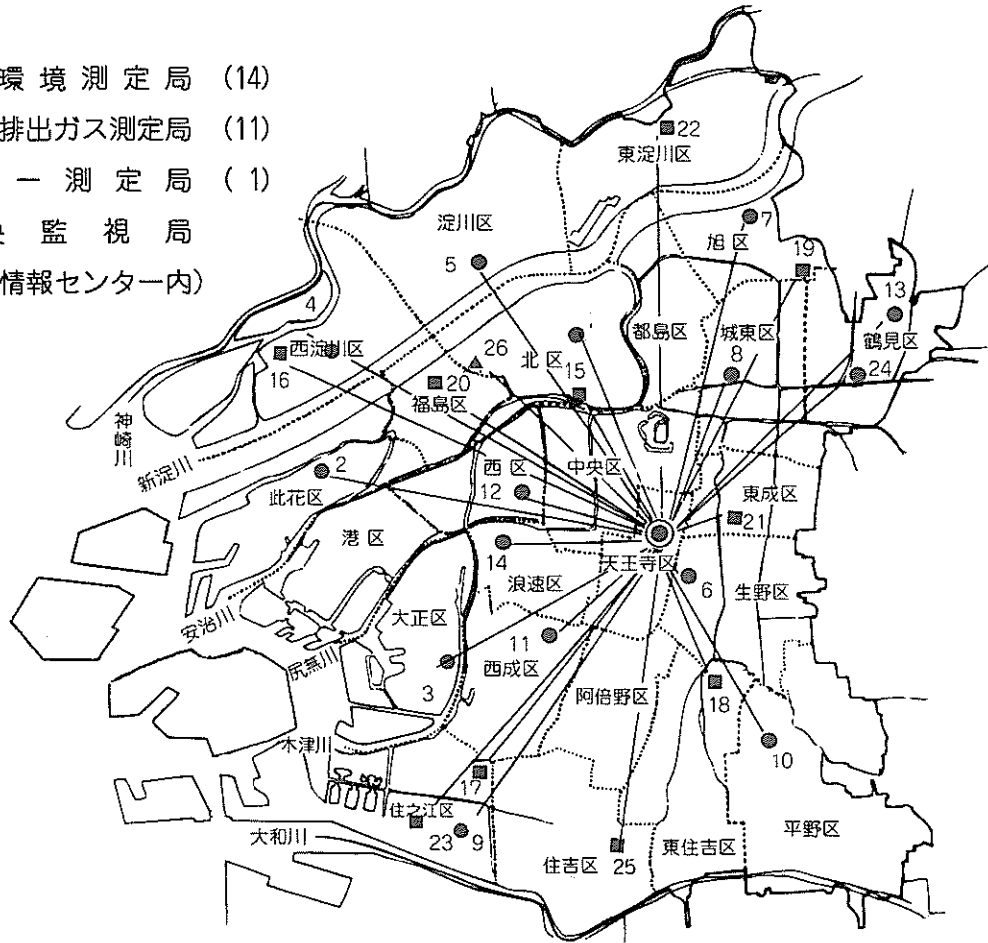 環境測定局 (14)
排出ガス測定局 (11)
ー測定局 (1)
監視局
情報センター内)
22
東淀川区
淀川区
5
7
旭区
19
4
13
鶴見区
都島区
城東区
8
24
26
北区
15
西淀川区
16
20
福島区
神崎川
新淀川
2
此花区
西区
中央区
12
東成区
21
港区
14
天王寺区
浪速区
6
生野区
安治川
大正区
尻無川
11
西成区
3
阿倍野区
18
木津川
10
17
住之江区
大和川
23
9
住吉区
25
東住吉区
平野区